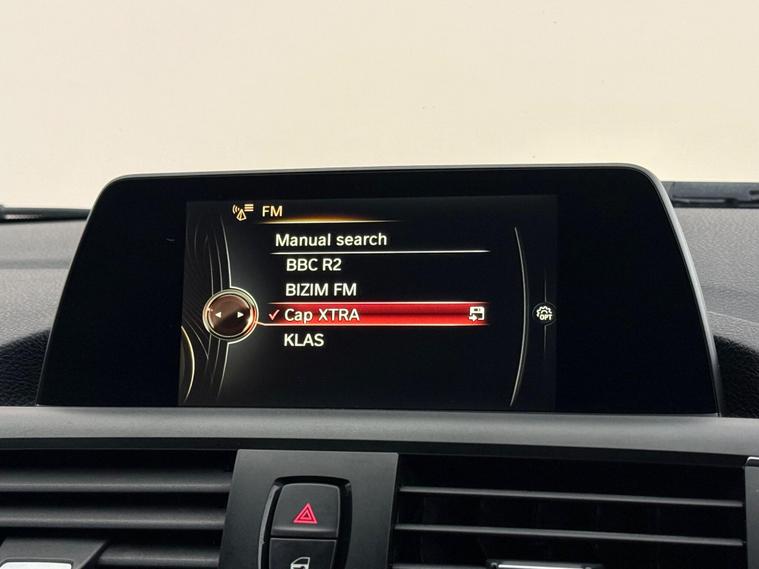 FM
Manual search
BBC R2
BIZIM FM
✓ Cap XTRA
KLAS
OPT